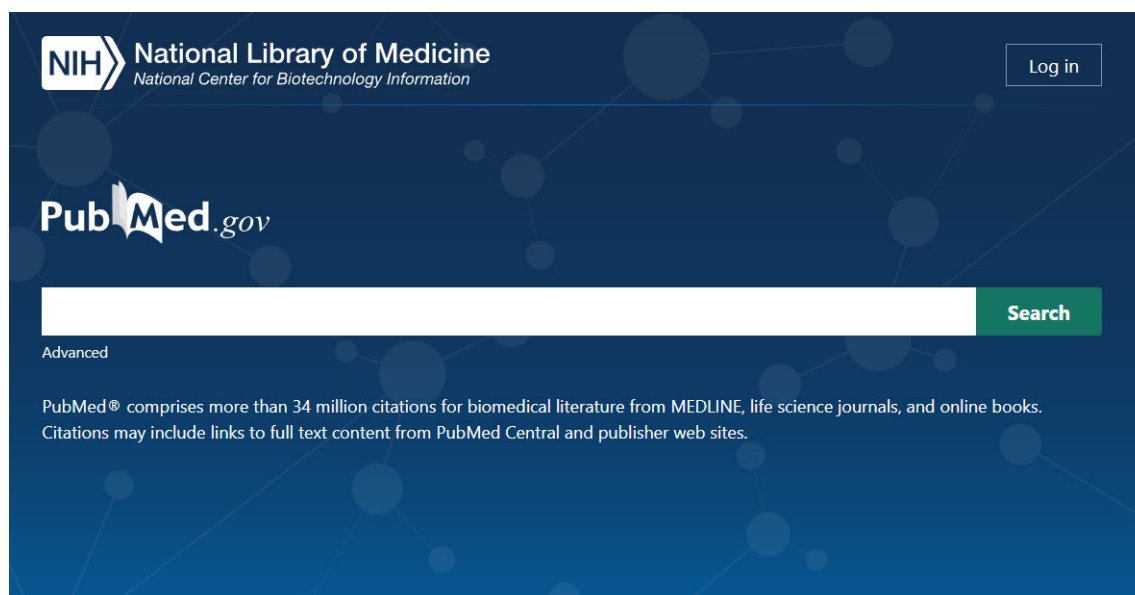 NIH National Library of Medicine
National Center for Biotechnology Information
Log in
PubMed.gov
Search
Advanced
PubMed® comprises more than 34 million citations for biomedical literature from MEDLINE, life science journals, and online books.
Citations may include links to full text content from PubMed Central and publisher web sites.